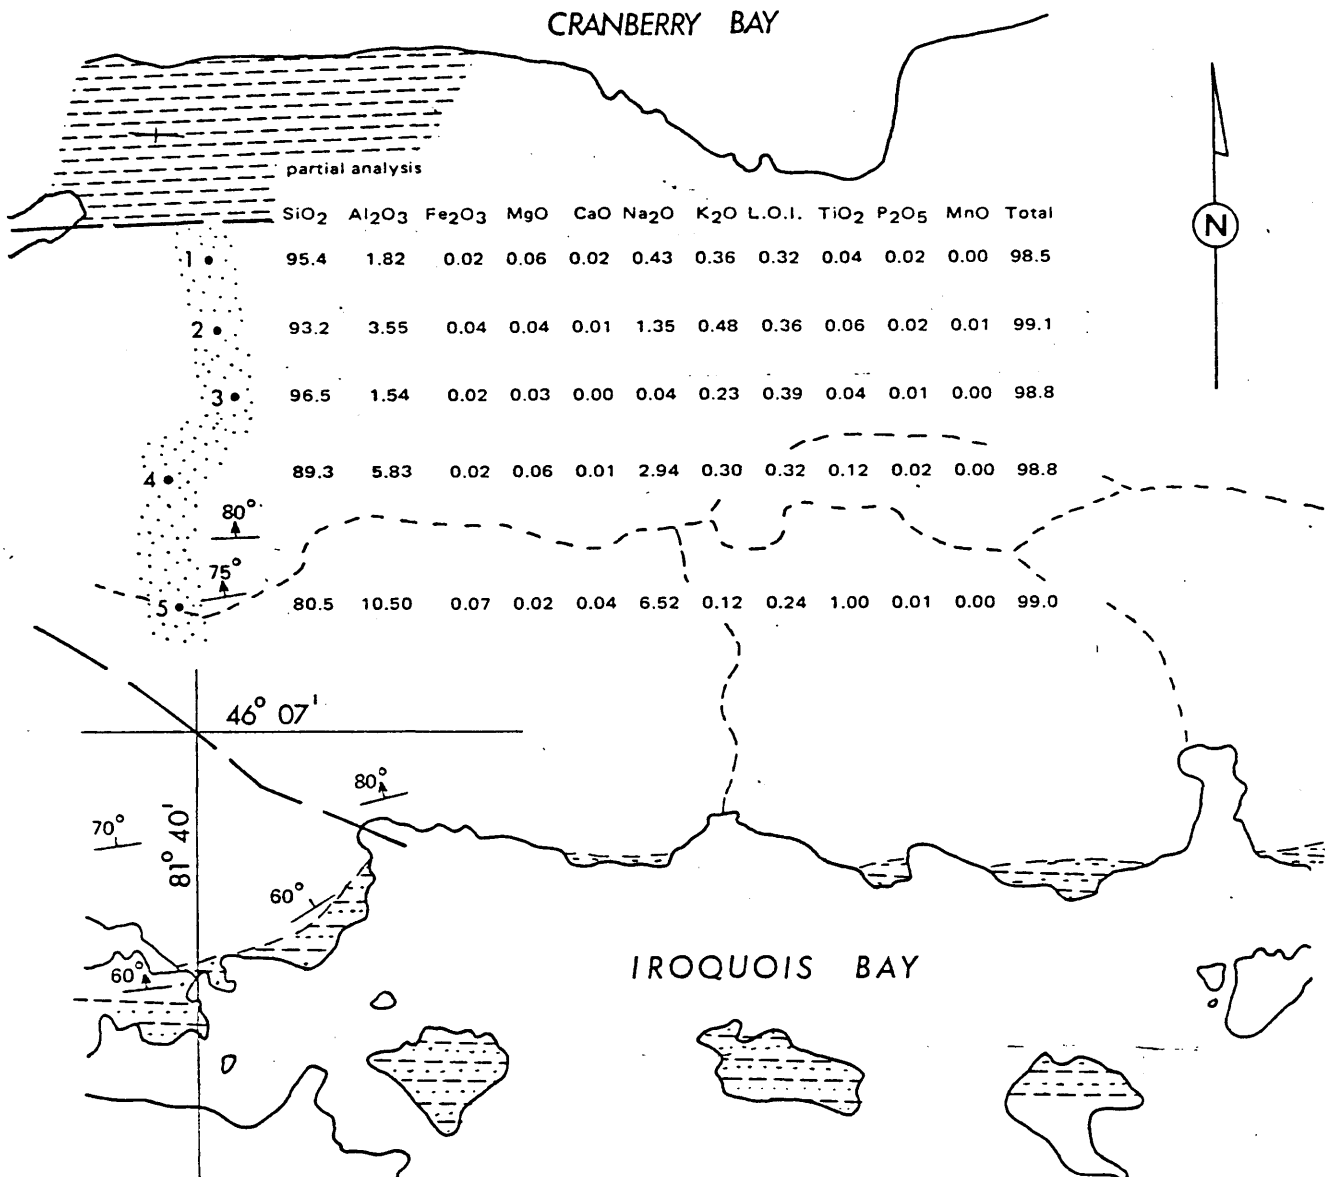 CRANBERRY BAY
partial analysis
SiO₂ Al₂O₃ Fe₂O₃ MgO CaO Na₂O K₂O L.O.I. TiO₂ P₂O₅ MnO Total
N
1 95.4 1.82 0.02 0.06 0.02 0.43 0.36 0.32 0.04 0.02 0.00 98.5
2 93.2 3.55 0.04 0.04 0.01 1.35 0.48 0.36 0.06 0.02 0.01 99.1
3 96.5 1.54 0.02 0.03 0.00 0.04 0.23 0.39 0.04 0.01 0.00 98.8
4 89.3 5.83 0.02 0.06 0.01 2.94 0.30 0.32 0.12 0.02 0.00 98.8
80°
75°
5 80.5 10.50 0.07 0.02 0.04 6.52 0.12 0.24 1.00 0.01 0.00 99.0
46° 07'
80°
70°
81° 40'
60°
60°
IROQUOIS BAY